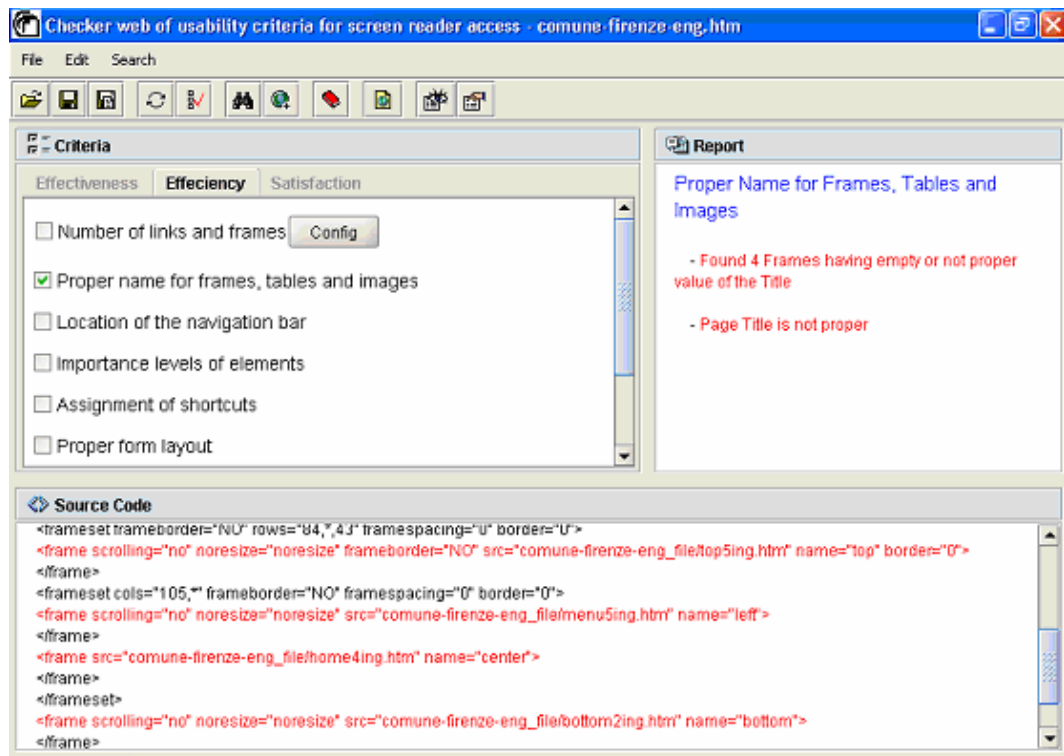 Checker web of usability criteria for screen reader access - comune-firenze-eng.htm
File Edit Search
Criteria
Effectiveness Effeciency Satisfaction
Number of links and frames Config
Proper name for frames, tables and images
Location of the navigation bar
Importance levels of elements
Assignment of shortcuts
Proper form layout
Report
Proper Name for Frames, Tables and
Images
- Found 4 Frames having empty or not proper
value of the Title
- Page Title is not proper
Source Code
<frameset frameborder="NO" rows="84,*,43" framespacing="0" border="0">
<frame scrolling="no" noresize="noresize" frameborder="NO" src="comune-firenze-eng_file/top5ing.htm" name="top" border="0">
</frame>
<frameset cols="105,*" frameborder="NO" framespacing="0" border="0">
<frame scrolling="no" noresize="noresize" src="comune-firenze-eng_file/menu5ing.htm" name="left">
</frame>
<frame src="comune-firenze-eng_file/home4ing.htm" name="center">
</frame>
</frameset>
<frame scrolling="no" noresize="noresize" src="comune-firenze-eng_file/bottom2ing.htm" name="bottom">
</frame>